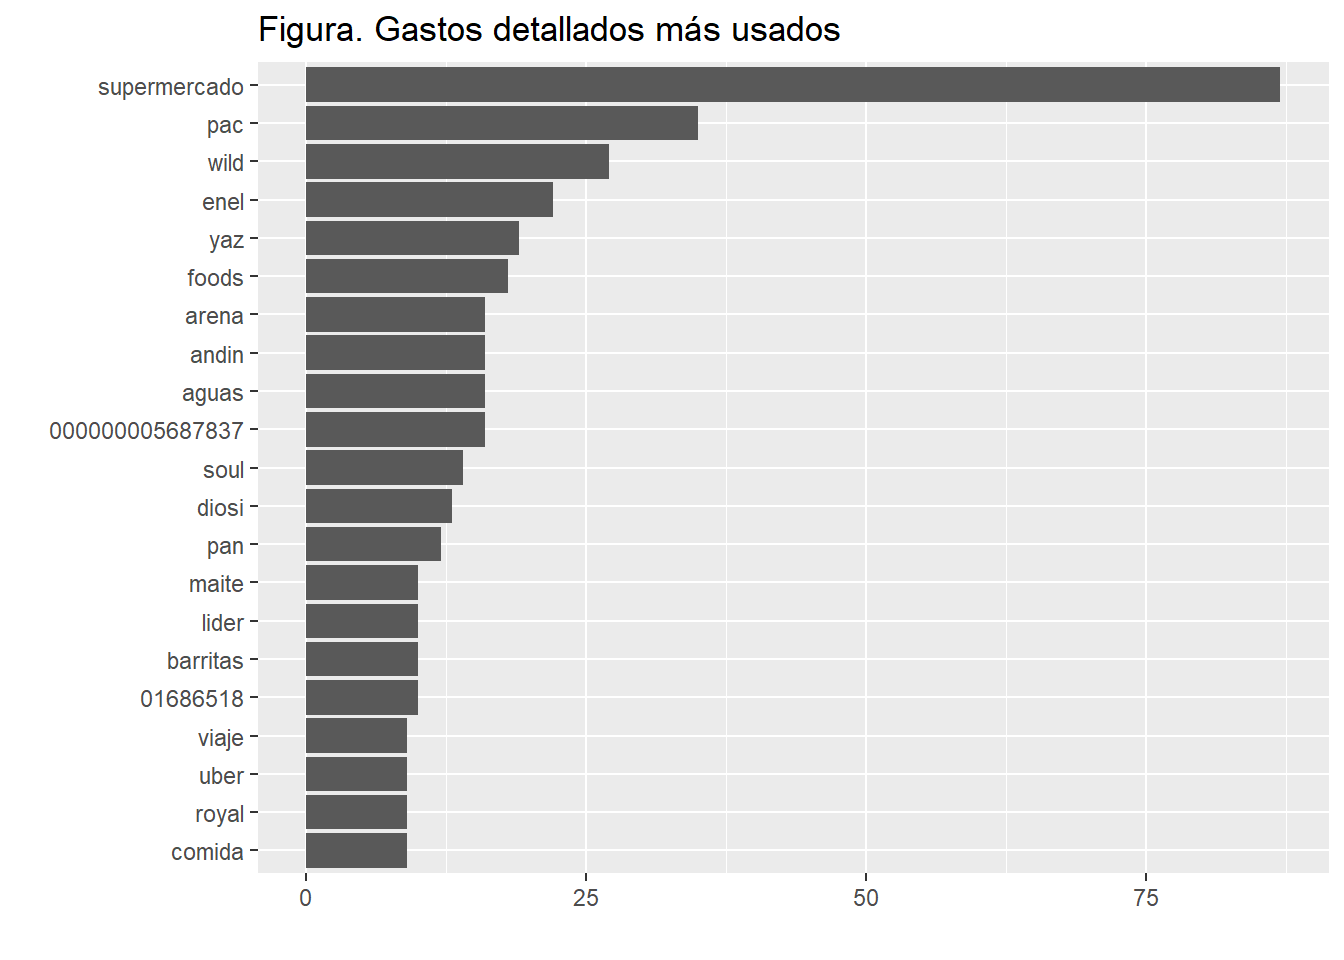 Figura. Gastos detallados más usados
supermercado
pac
wild
enel
yaz
foods
arena
andin
aguas
000000005687837
soul
diosi
pan
maite
lider
barritas
01686518
viaje
uber
royal
comida
0 25 50 75